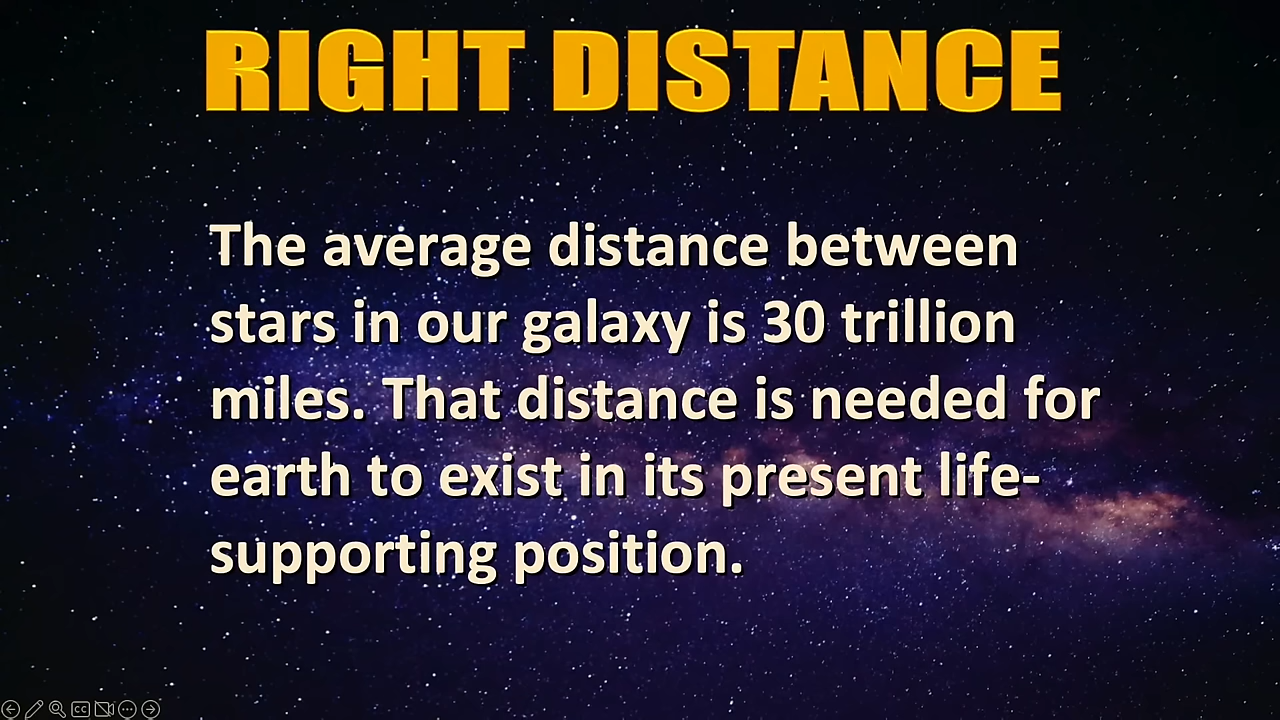 RIGHT DISTANCE
The average distance between
stars in our galaxy is 30 trillion
miles. That distance is needed for
earth to exist in its present life-
supporting position.
CC